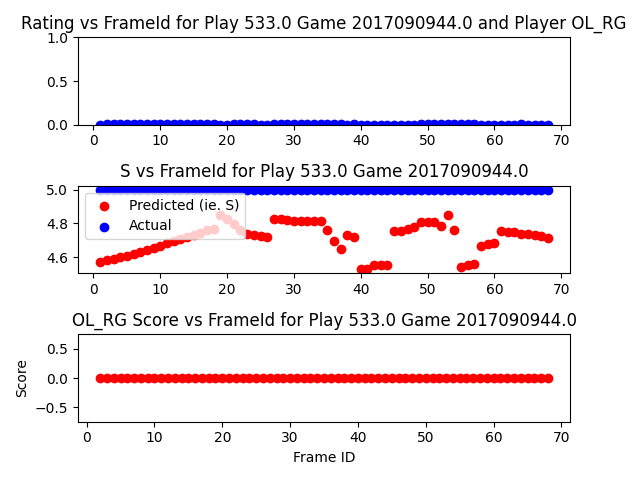 Rating vs FrameId for Play 533.0 Game 2017090944.0 and Player OL_RG
1.0
0.5
0.0
0 10 20 30 40 50 60 70
S vs FrameId for Play 533.0 Game 2017090944.0
5.0
4.8
4.6
Predicted (ie. S)
Actual
0 10 20 30 40 50 60 70
OL_RG Score vs FrameId for Play 533.0 Game 2017090944.0
Score
0.5
0.0
−0.5
0 10 20 30 40 50 60 70
Frame ID